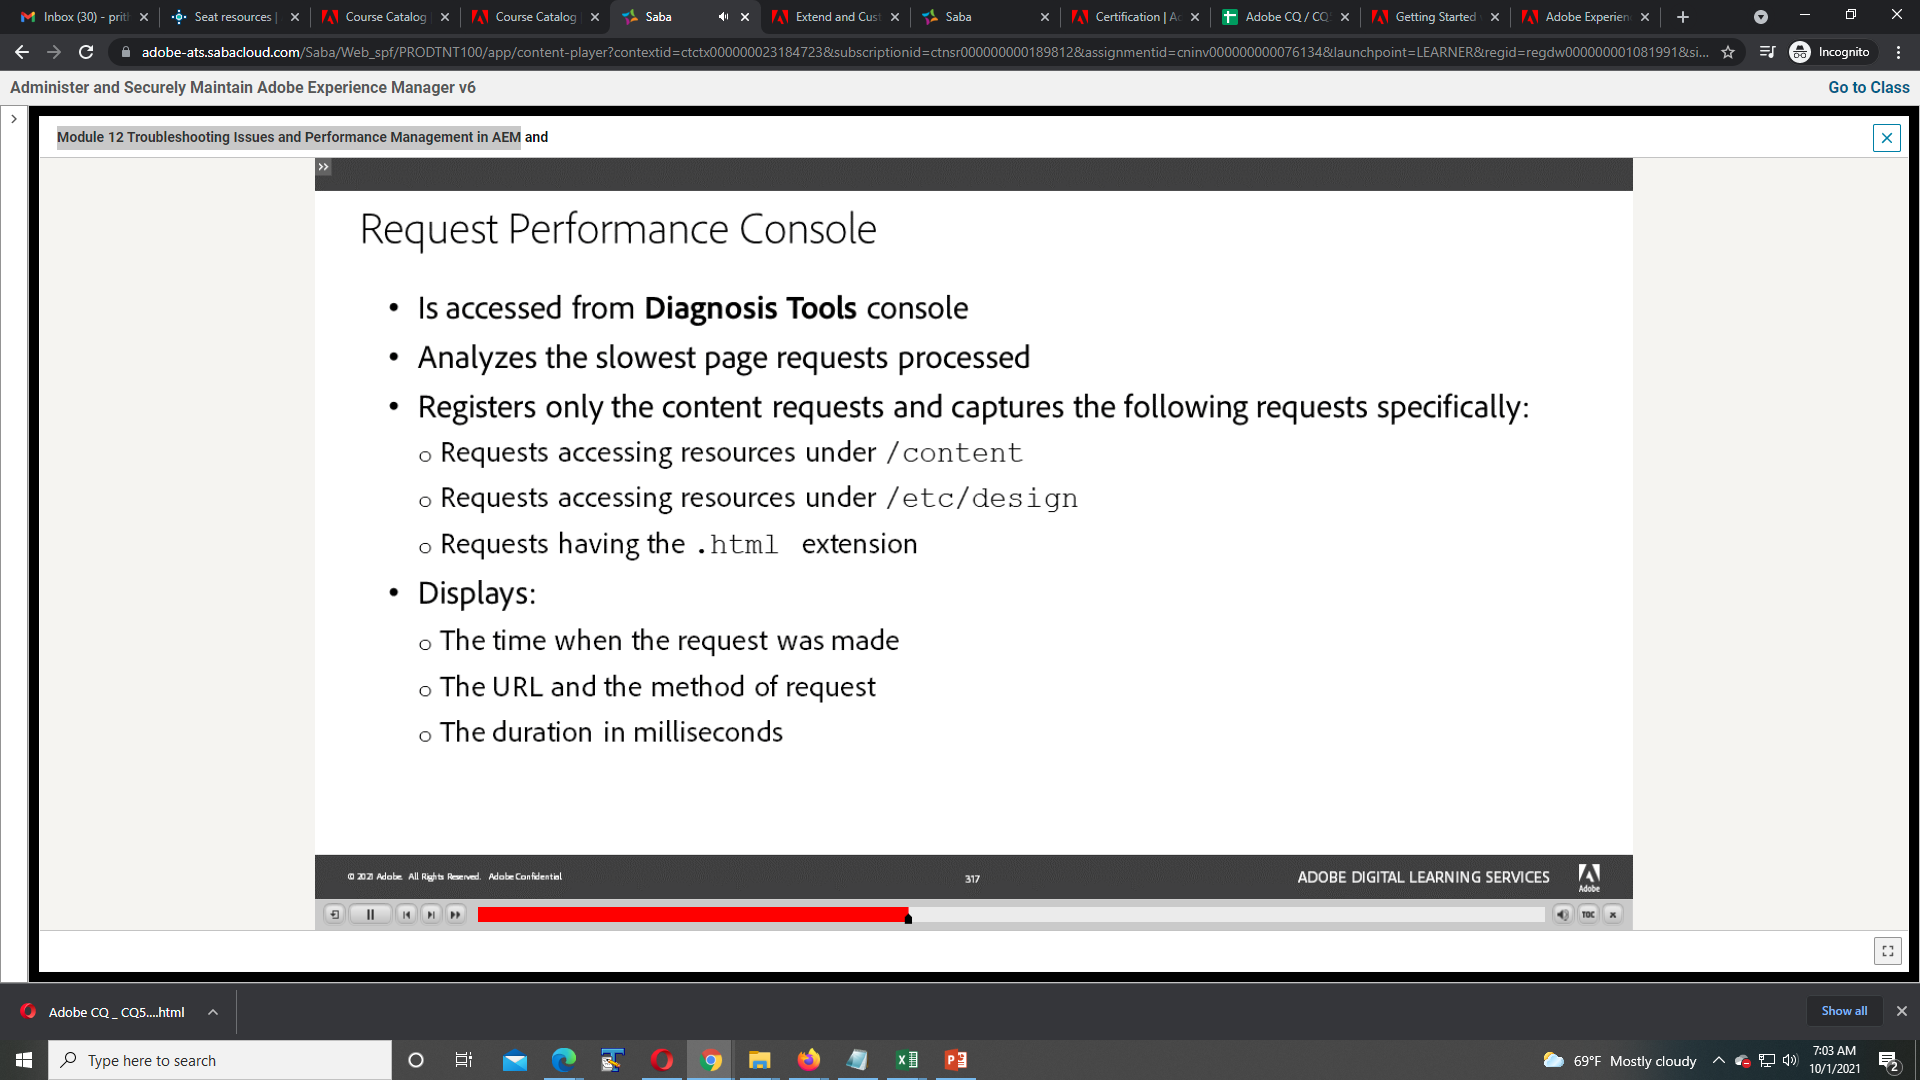 Inbox (30) - prith
Seat resources |
Course Catalog
Course Catalog
Saba
Extend and Cust
Saba
Certification | Ac
Adobe CQ / CQ5
Getting Started
Adobe Experien
adobe-ats.sabacloud.com/Saba/Web_spf/PRODTNT100/app/content-player?contextid=ctctx000000023184723&subscriptionid=ctnsr0000000000189812&assignmentid=cninv000000000076134&launchpoint=LEARNER&regid=regdw000000001081991&si...
Incognito
Administer and Securely Maintain Adobe Experience Manager v6
Go to Class
Module 12 Troubleshooting Issues and Performance Management in AEM and
Request Performance Console
• Is accessed from Diagnosis Tools console
• Analyzes the slowest page requests processed
• Registers only the content requests and captures the following requests specifically:
o Requests accessing resources under /content
o Requests accessing resources under /etc/design
o Requests having the .html extension
• Displays:
o The time when the request was made
o The URL and the method of request
o The duration in milliseconds
© 2021 Adobe. All Rights Reserved. Adobe Confidential
317
ADOBE DIGITAL LEARNING SERVICES
Adobe
TOC
Adobe CQ _ CQ5....html
Show all
Type here to search
69°F Mostly cloudy
7:03 AM
10/1/2021
2